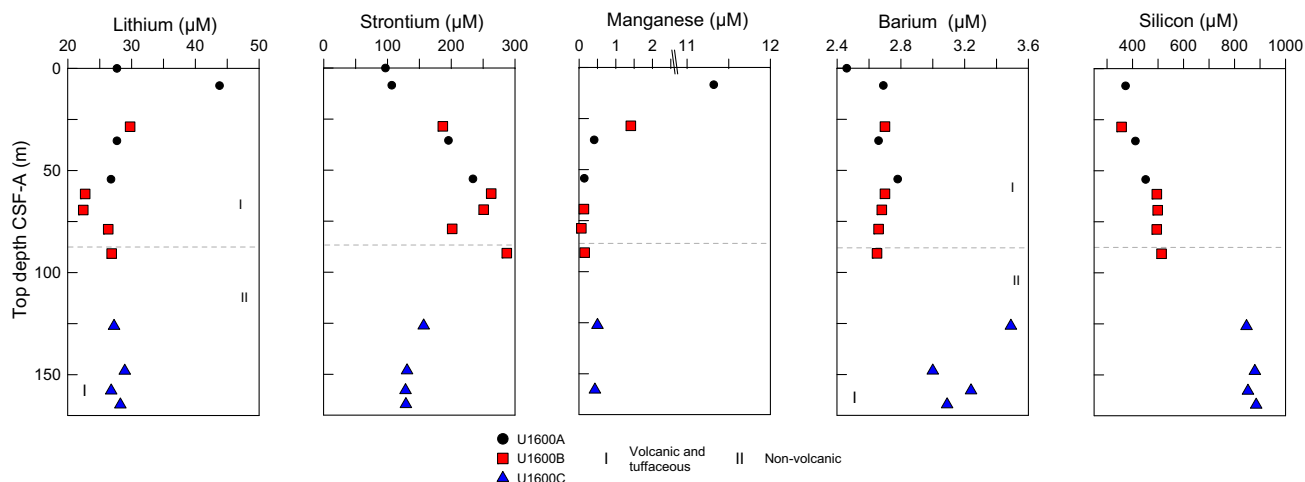 Lithium (µM)
Strontium (µM)
Manganese (µM)
Barium (µM)
Silicon (µM)
20 30 40 50
0 100 200 300
0 1 2 11 12
2.4 2.8 3.2 3.6
400 600 800 1000
Top depth CSF-A (m)
0
50
100
150
I
II
I
I
II
I
U1600A
U1600B
U1600C
I Volcanic and
tuffaceous
II Non-volcanic